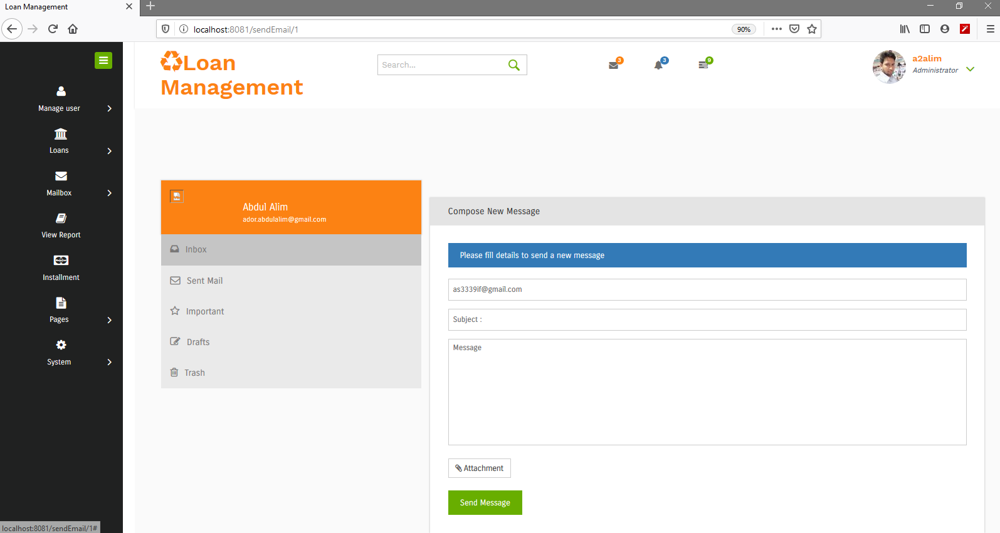 Loan Management
localhost:8081/sendEmail/1
90%
Loan
Management
Search...
3
3
9
a2alim
Administrator
Manage user
Loans
Mailbox
View Report
Installment
Pages
System
Abdul Alim
ador.abdulalim@gmail.com
Inbox
Sent Mail
Important
Drafts
Trash
Compose New Message
Please fill details to send a new message
as3339if@gmail.com
Subject :
Message
Attachment
Send Message
localhost:8081/sendEmail/1#